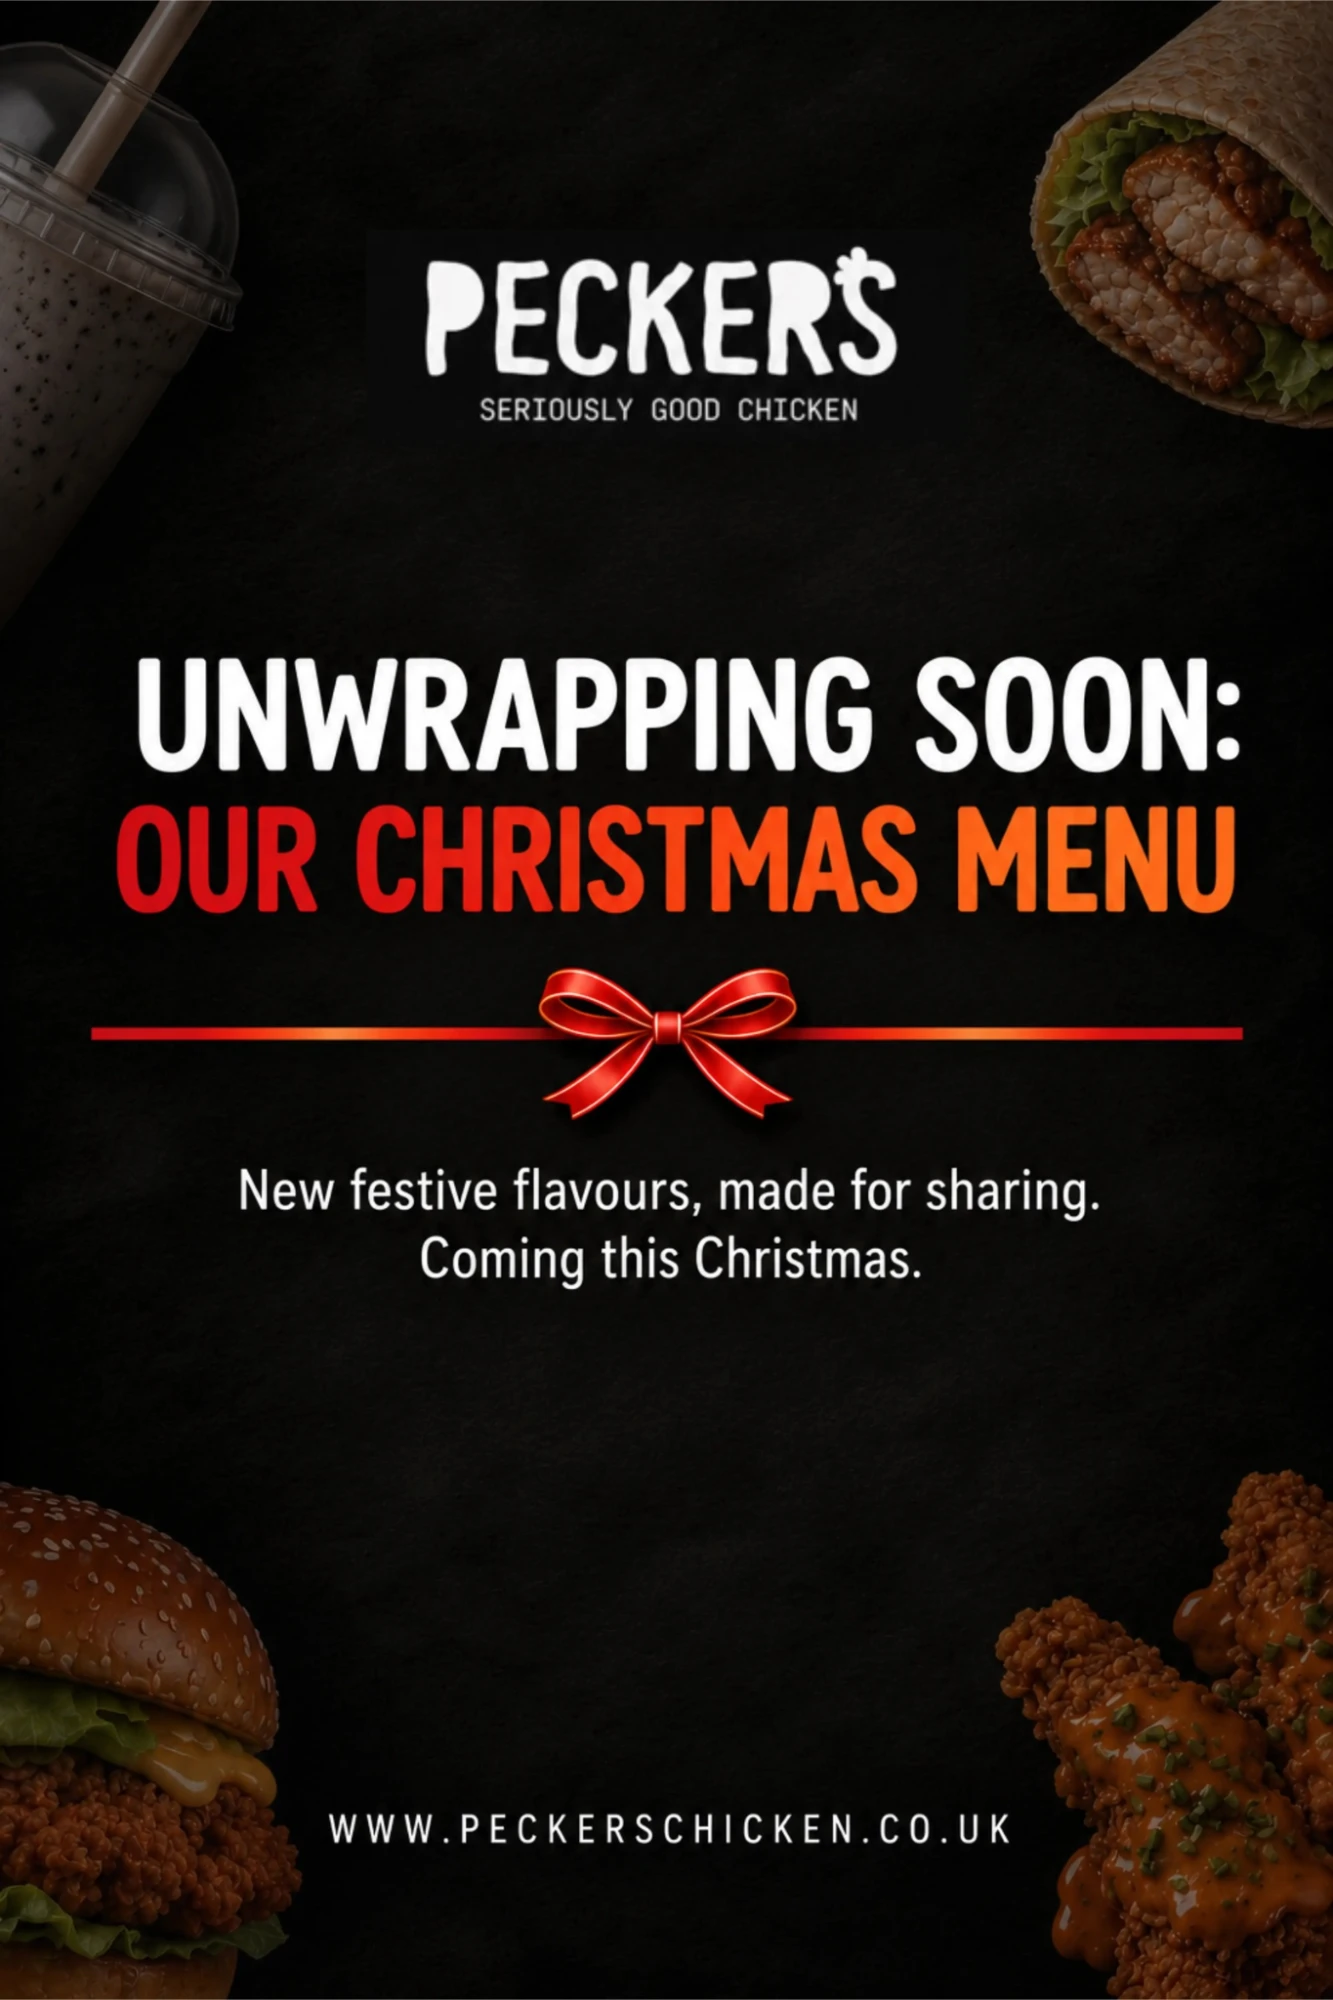 PECKER'S
SERIOUSLY GOOD CHICKEN
UNWRAPPING SOON:
OUR CHRISTMAS MENU
New festive flavours, made for sharing.
Coming this Christmas.
WWW.PECKERSCHICKEN.CO.UK